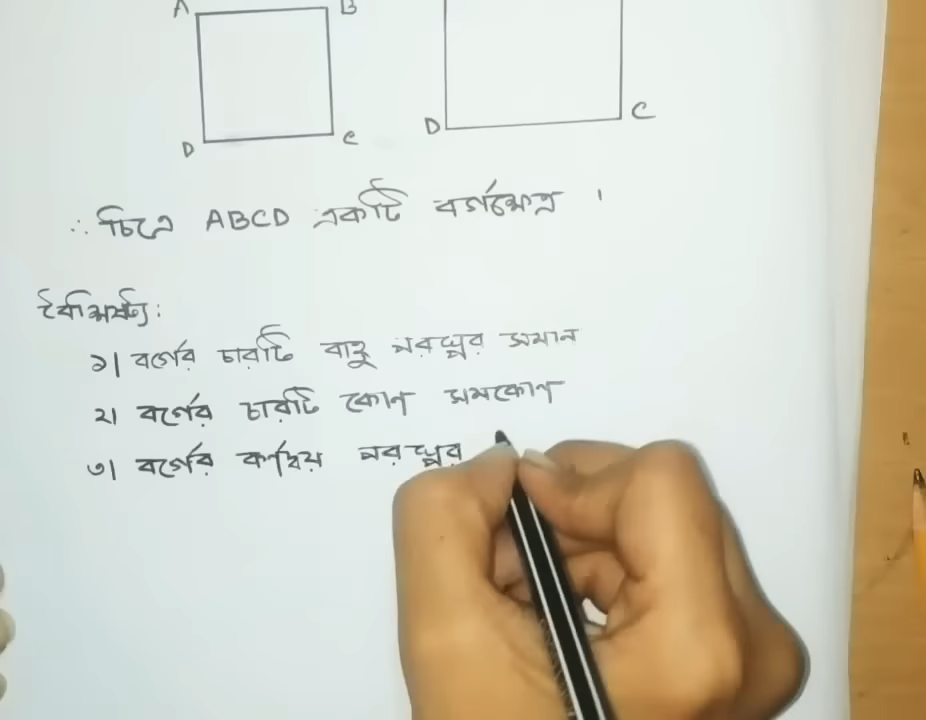 A B
D C D C
∴ চিত্রে ABCD একটি বর্গক্ষেত্র ।
বৈশিষ্ট্য:
১| বর্গের চারটি বাহু পরস্পর সমান
২| বর্গের চারটি কোণ সমকোণ
৩| বর্গের কর্ণদ্বয় পরস্পর